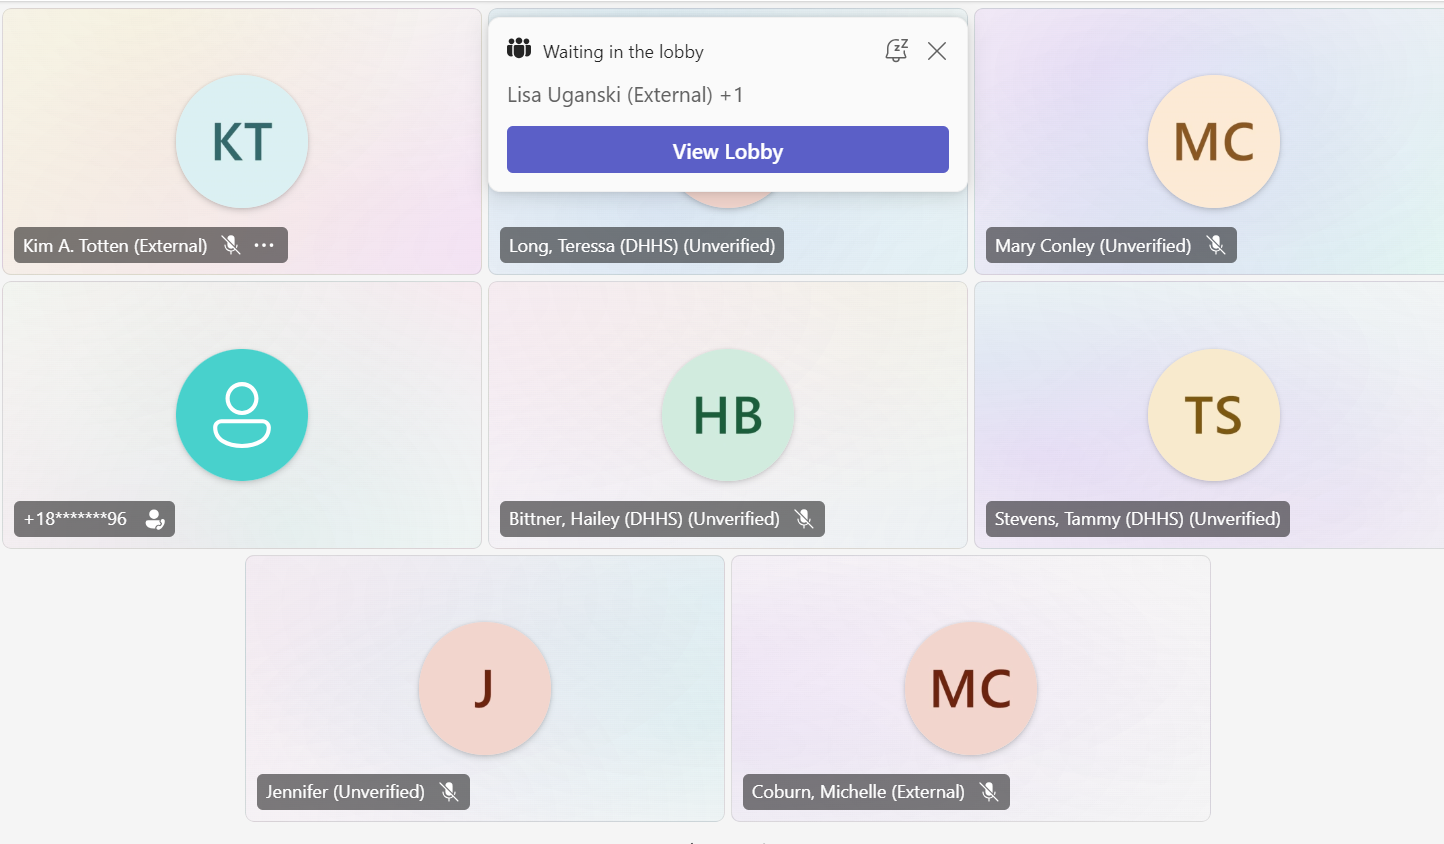 Waiting in the lobby
Lisa Uganski (External) +1
View Lobby
KT
MC
Kim A. Totten (External)
Long, Teressa (DHHS) (Unverified)
Mary Conley (Unverified)
HB
TS
+18*******96
Bittner, Hailey (DHHS) (Unverified)
Stevens, Tammy (DHHS) (Unverified)
J
MC
Jennifer (Unverified)
Coburn, Michelle (External)